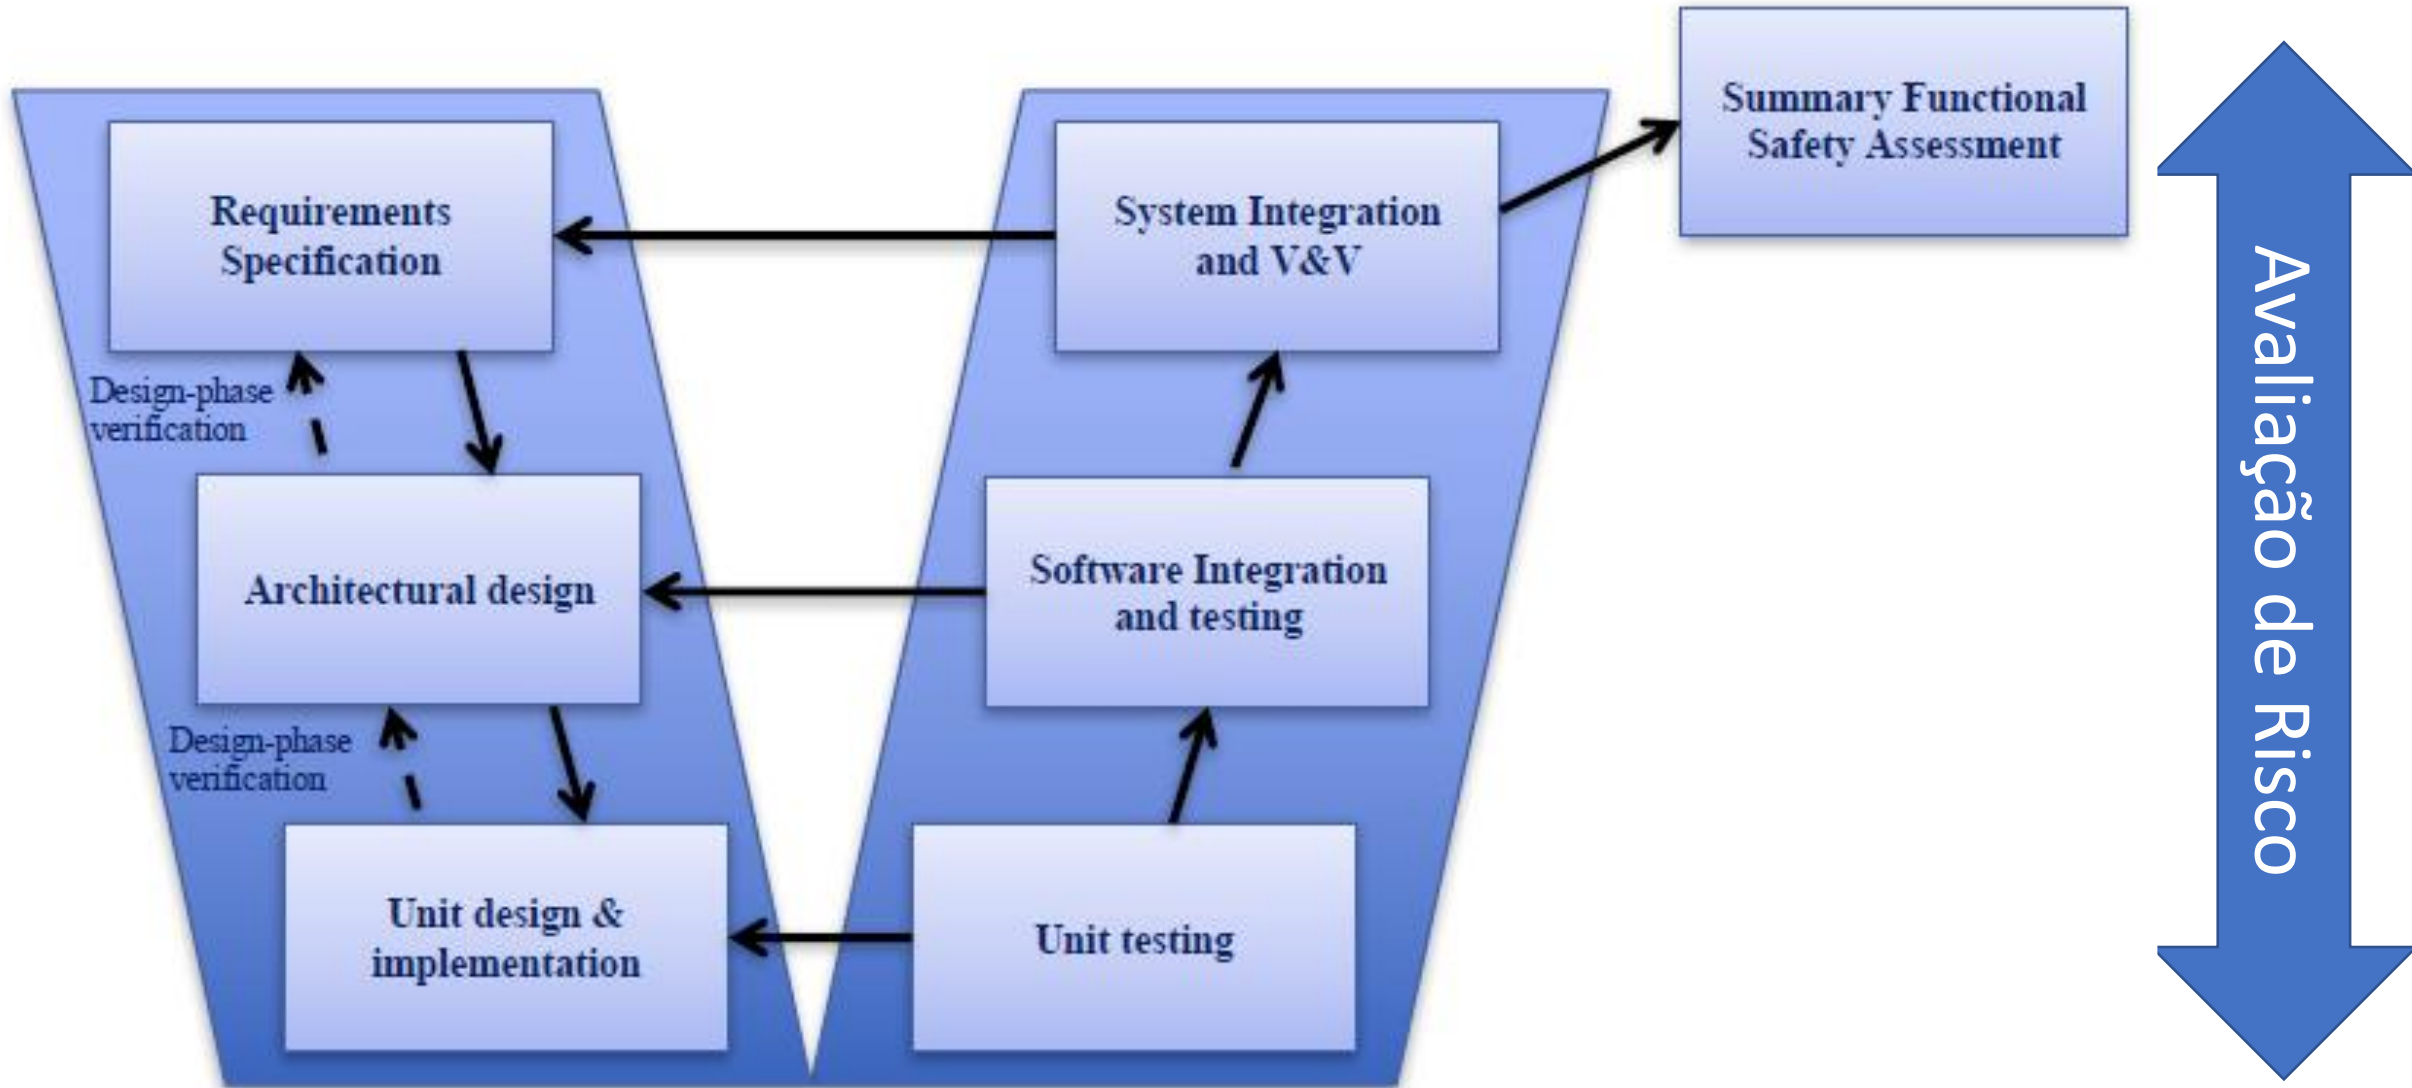 Requirements
Specification
System Integration
and V&V
Summary Functional
Safety Assessment
Design-phase
verification
Architectural design
Software Integration
and testing
Design-phase
verification
Unit design &
implementation
Unit testing
Avaliação de Risco